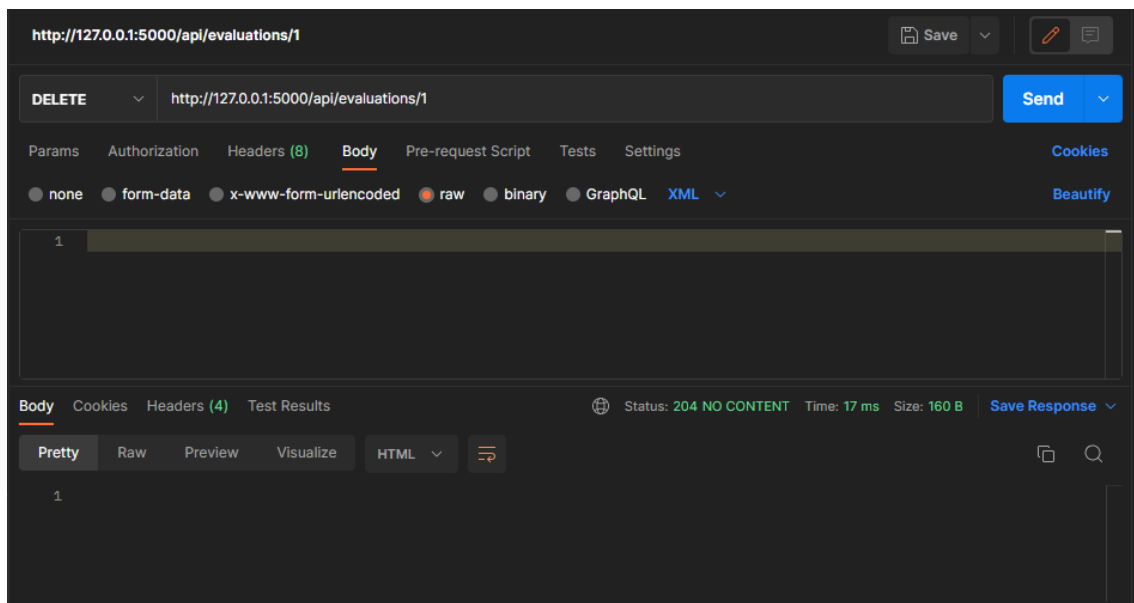 http://127.0.0.1:5000/api/evaluations/1 Save
DELETE http://127.0.0.1:5000/api/evaluations/1 Send
Params Authorization Headers (8) Body Pre-request Script Tests Settings Cookies
none form-data x-www-form-urlencoded raw binary GraphQL XML Beautify
1
Body Cookies Headers (4) Test Results Status: 204 NO CONTENT Time: 17 ms Size: 160 B Save Response
Pretty Raw Preview Visualize HTML
1